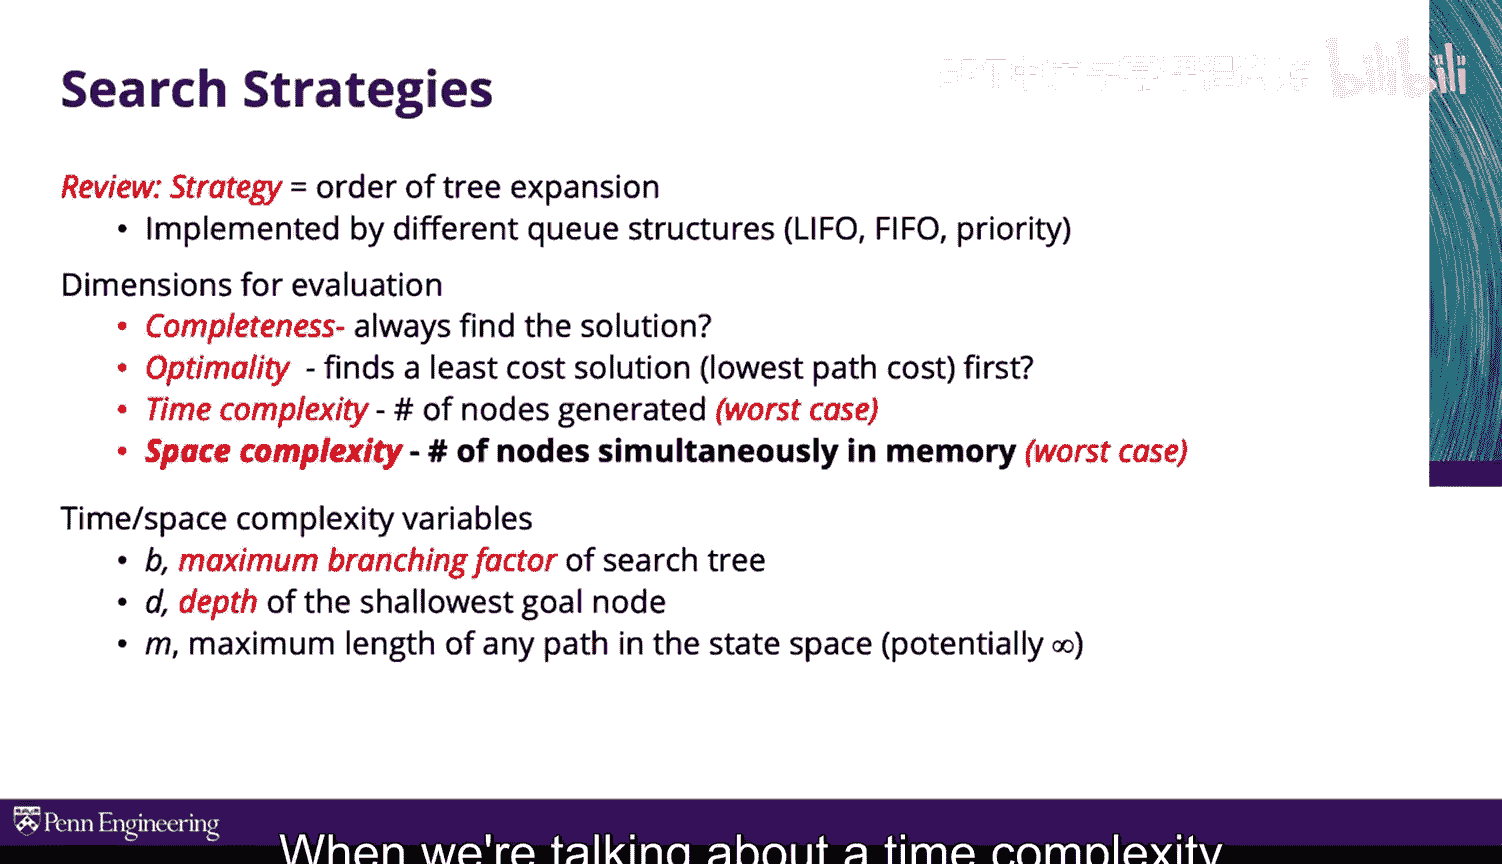 bilibili
Search Strategies
Review: Strategy = order of tree expansion
• Implemented by different queue structures (LIFO, FIFO, priority)
Dimensions for evaluation
• Completeness- always find the solution?
• Optimality - finds a least cost solution (lowest path cost) first?
• Time complexity - # of nodes generated (worst case)
• Space complexity - # of nodes simultaneously in memory (worst case)
Time/space complexity variables
• b, maximum branching factor of search tree
• d, depth of the shallowest goal node
• m, maximum length of any path in the state space (potentially ∞)
Penn Engineering
When we're talking about a time complexity